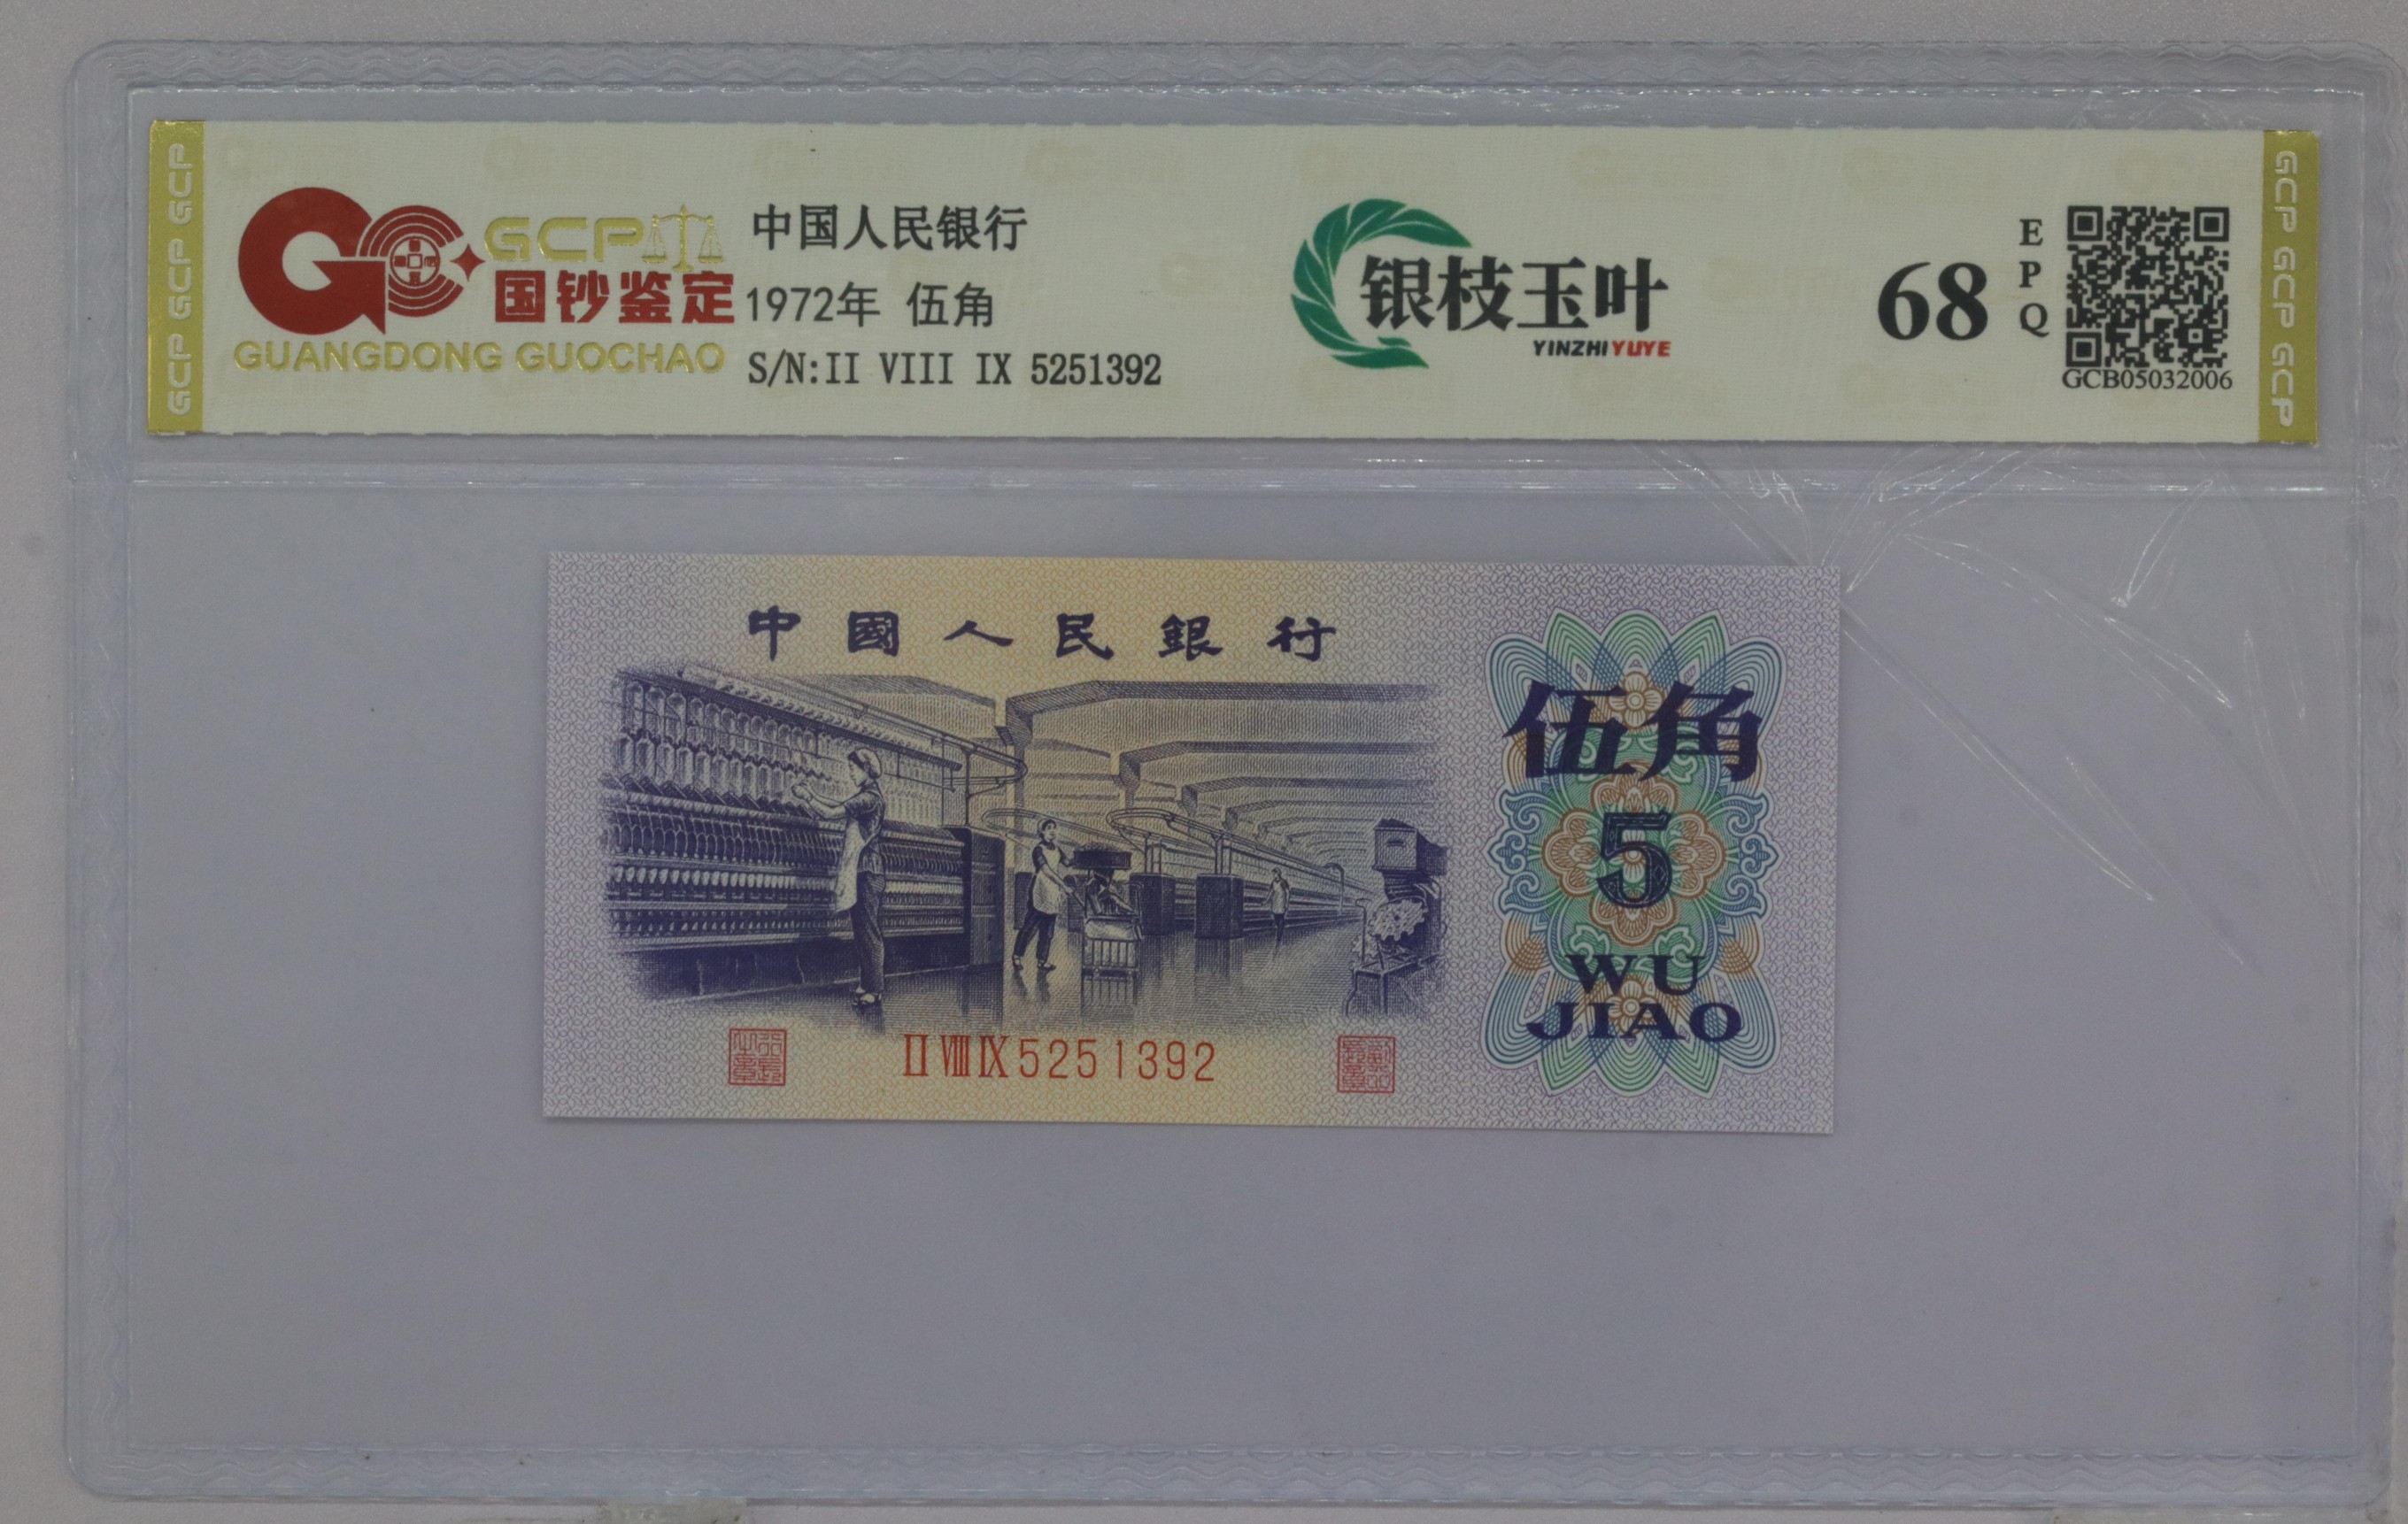 GCP GCP GCP
GCP
国钞鉴定
GUANGDONG GUOCHAO
中国人民银行
1972年 伍角
S/N:II VIII IX 5251392
银枝玉叶
YINZHIYUYE
68
EPQ
GCB05032006
GCP GCP GCP
中國人民銀行
伍角
5
WU
JIAO
II VIII IX 5251392